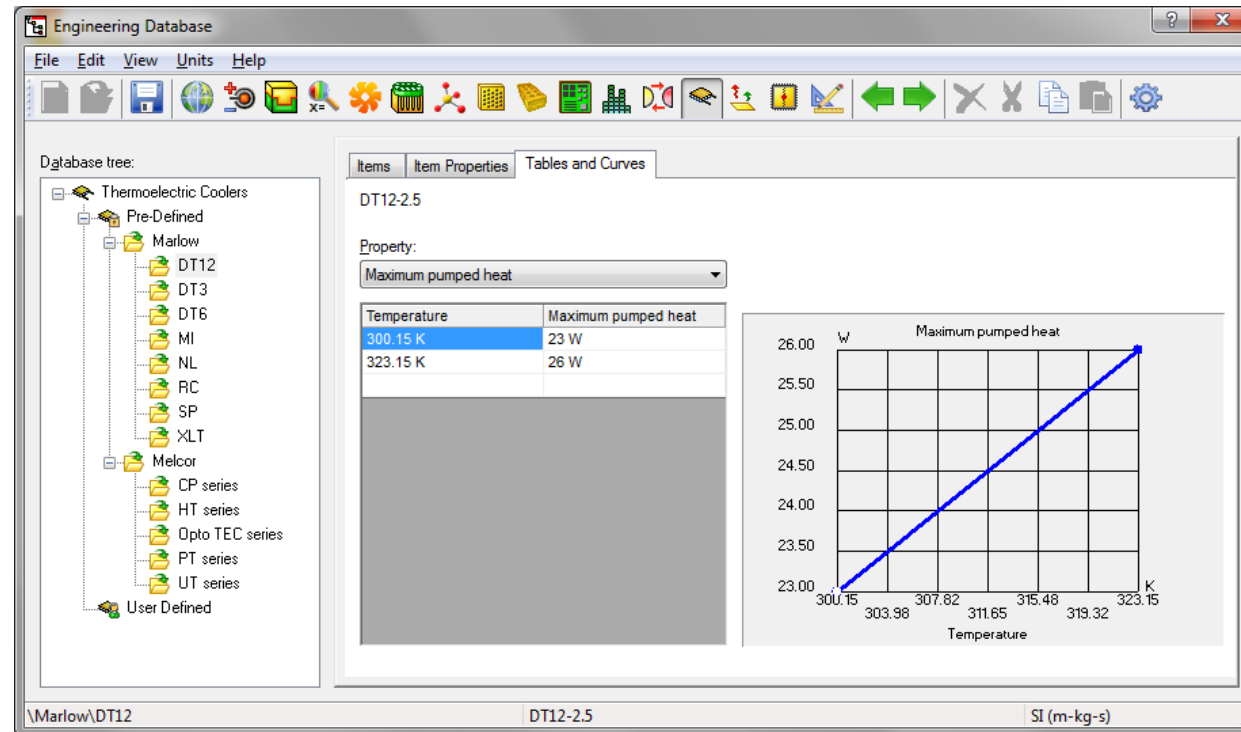 Engineering Database
File Edit View Units Help
Database tree:
Thermoelectric Coolers
Pre-Defined
Marlow
DT12
DT3
DT6
MI
NL
RC
SP
XLT
Melcor
CP series
HT series
Opto TEC series
PT series
UT series
User Defined
Items Item Properties Tables and Curves
DT12-2.5
Property:
Maximum pumped heat
Temperature Maximum pumped heat
300.15 K 23 W
323.15 K 26 W
W Maximum pumped heat
26.00
25.50
25.00
24.50
24.00
23.50
23.00 K
300.15 307.82 315.48 323.15
303.98 311.65 319.32
Temperature
\Marlow\DT12 DT12-2.5 SI (m-kg-s)